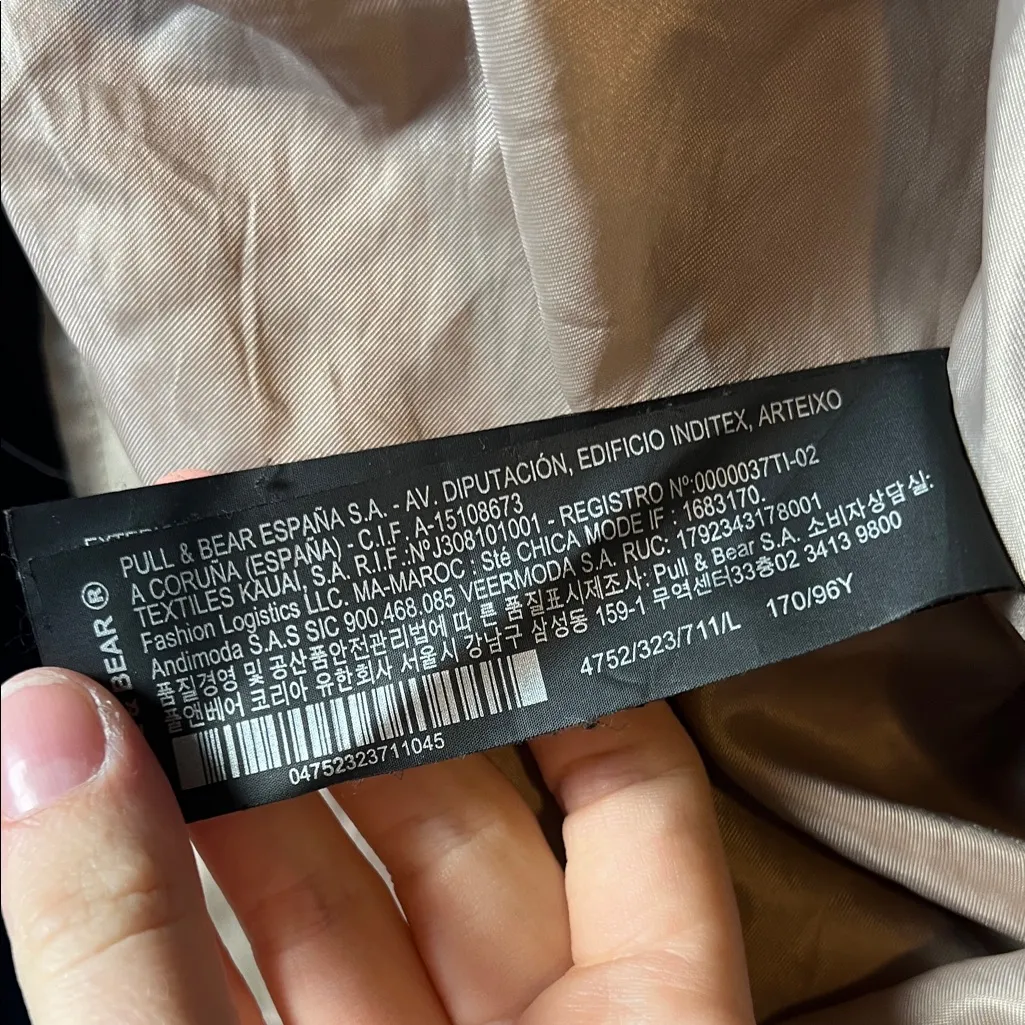 PULL & BEAR ESPAÑA S.A. - AV. DIPUTACIÓN, EDIFICIO INDITEX, ARTEIXO
A CORUÑA (ESPAÑA) - C.I.F. A-15108673
TEXTILES KAUAI, S.A. R.I.F.:NºJ308101001 - REGISTRO Nº:0000037TI-02
Fashion Logistics LLC. MA-MAROC : Sté CHICA MODE IF : 1683170.
Andimoda S.A.S SIC 900.468.085 VEERMODA S.A. RUC: 1792343178001
품질경영 및 공산품안전관리법에 따 른 품질표시제조사: Pull & Bear S.A. 소비자상담 실:
풀앤베어 코리아 유한회사 서울시 강남구 삼성동 159-1 무역센터33층02 3413 9800
4752/323/711/L 170/96Y
04752323711045
& BEAR ®